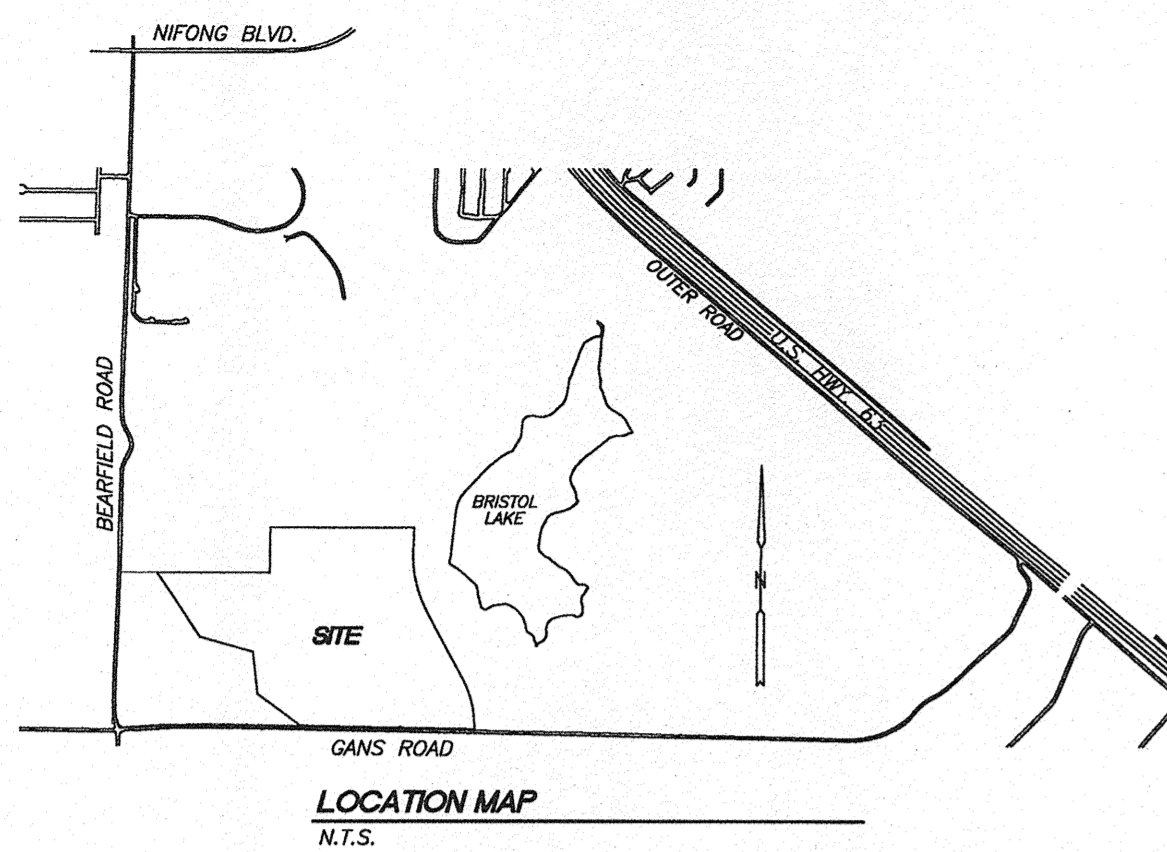 NIFONG BLVD.
OUTER ROAD
U.S. HWY. 63
BEARFIELD ROAD
BRISTOL
LAKE
N
SITE
GANS ROAD
LOCATION MAP
N.T.S.